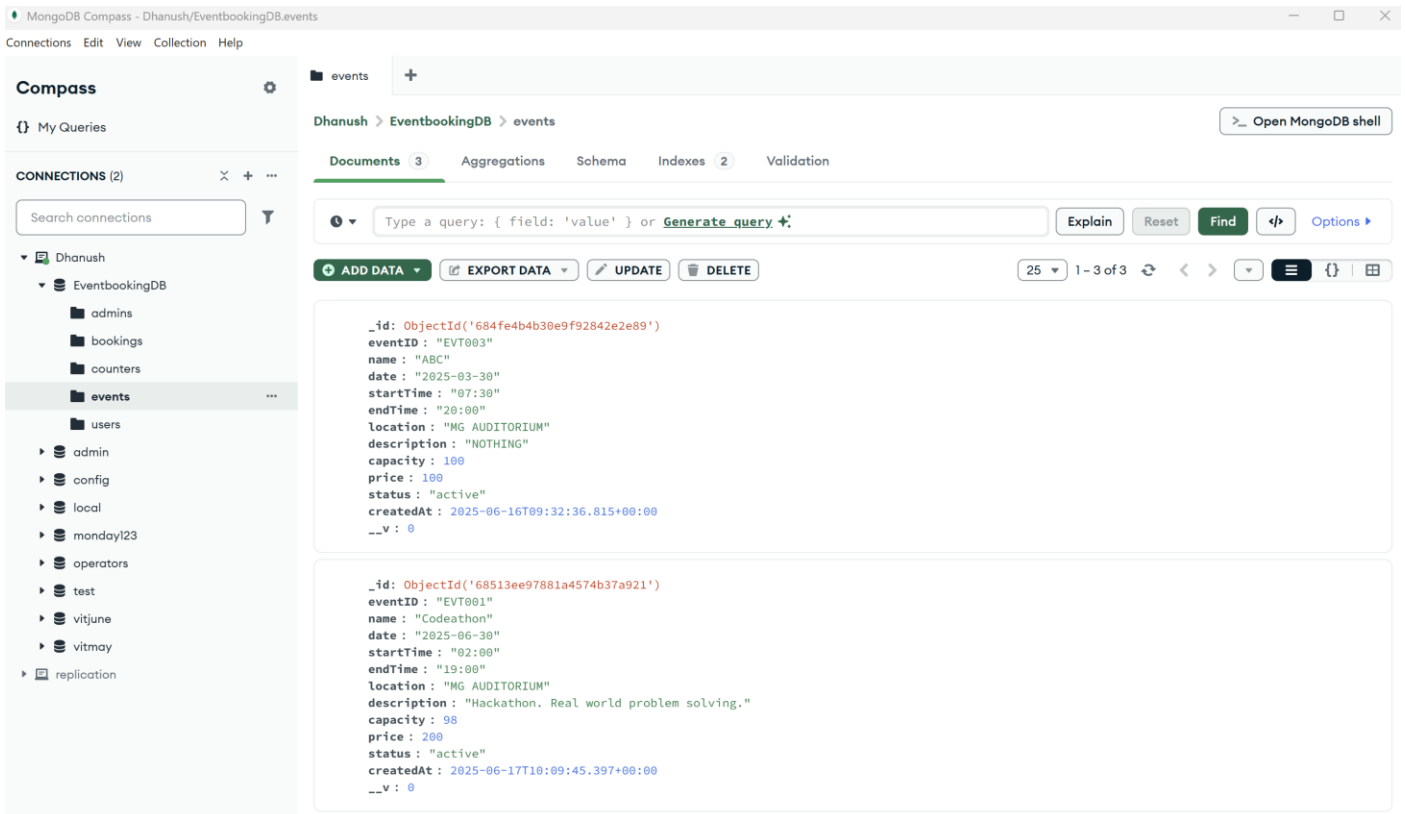 MongoDB Compass - Dhanush/EventbookingDB.events
Connections Edit View Collection Help
Compass
{} My Queries
CONNECTIONS (2)
Search connections
Dhanush
EventbookingDB
admins
bookings
counters
events
users
admin
config
local
monday123
operators
test
vitjune
vitmay
replication
events
Dhanush > EventbookingDB > events
>_ Open MongoDB shell
Documents 3 Aggregations Schema Indexes 2 Validation
Type a query: { field: 'value' } or Generate query
Explain Reset Find </> Options
ADD DATA EXPORT DATA UPDATE DELETE
25 1 – 3 of 3 {}
_id: ObjectId('684fe4b4b30e9f92842e2e89')
eventID : "EVT003"
name : "ABC"
date : "2025-03-30"
startTime : "07:30"
endTime : "20:00"
location : "MG AUDITORIUM"
description : "NOTHING"
capacity : 100
price : 100
status : "active"
createdAt : 2025-06-16T09:32:36.815+00:00
__v : 0
_id: ObjectId('68513ee97881a4574b37a921')
eventID : "EVT001"
name : "Codeathon"
date : "2025-06-30"
startTime : "02:00"
endTime : "19:00"
location : "MG AUDITORIUM"
description : "Hackathon. Real world problem solving."
capacity : 98
price : 200
status : "active"
createdAt : 2025-06-17T10:09:45.397+00:00
__v : 0